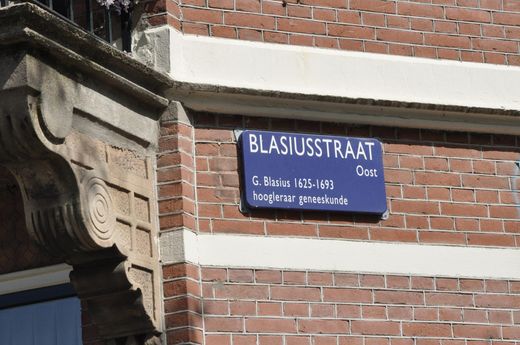 BLASIUSSTRAAT
Oost
G. Blasius 1625-1693
hoogleraar geneeskunde